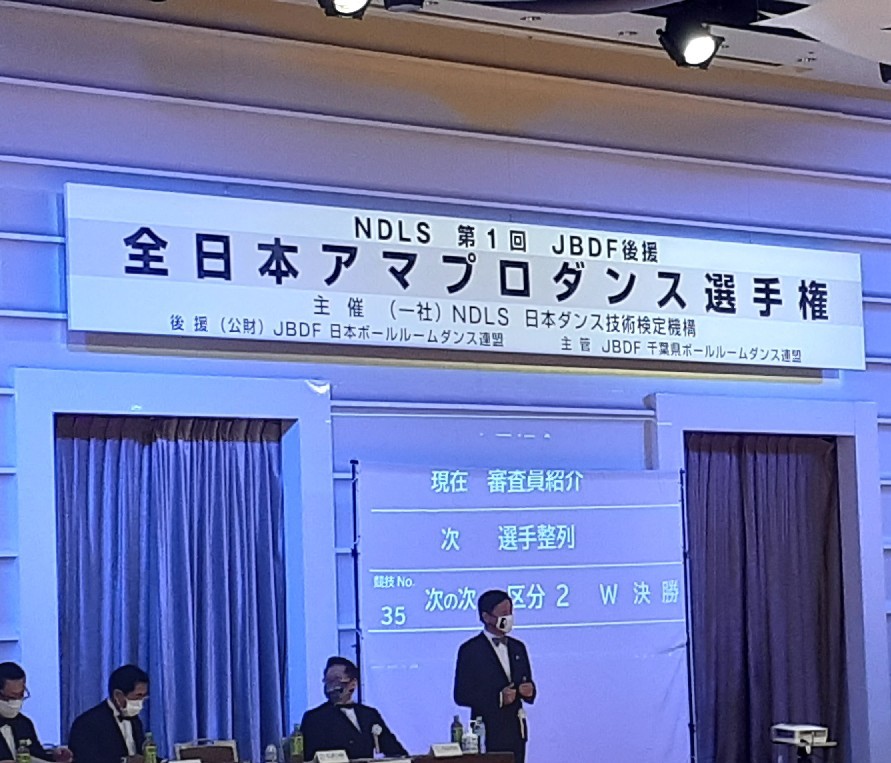 NDLS 第1回 JBDF後援
全日本アマプロダンス選手権
主催 (一社)NDLS 日本ダンス技術検定機構
後援(公財)JBDF 日本ボールルームダンス連盟 主管 JBDF 千葉県ボールルームダンス連盟
現在 審査員紹介
次 選手整列
競技 No.
35 次の次 区分 2 W 決勝